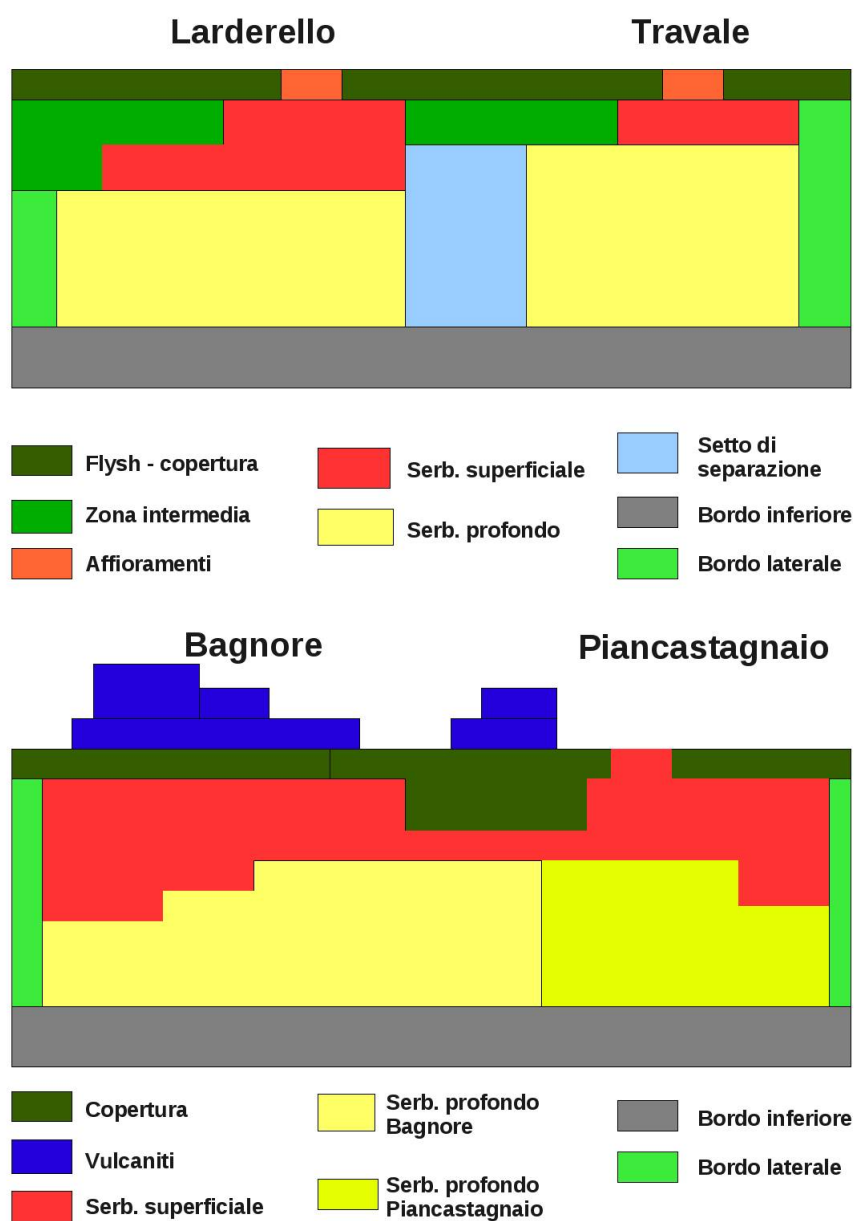 Larderello
Travale
Flysh - copertura
Zona intermedia
Affioramenti
Serb. superficiale
Serb. profondo
Setto di
separazione
Bordo inferiore
Bordo laterale
Bagnore
Piancastagnaio
Copertura
Vulcaniti
Serb. superficiale
Serb. profondo
Bagnore
Serb. profondo
Piancastagnaio
Bordo inferiore
Bordo laterale